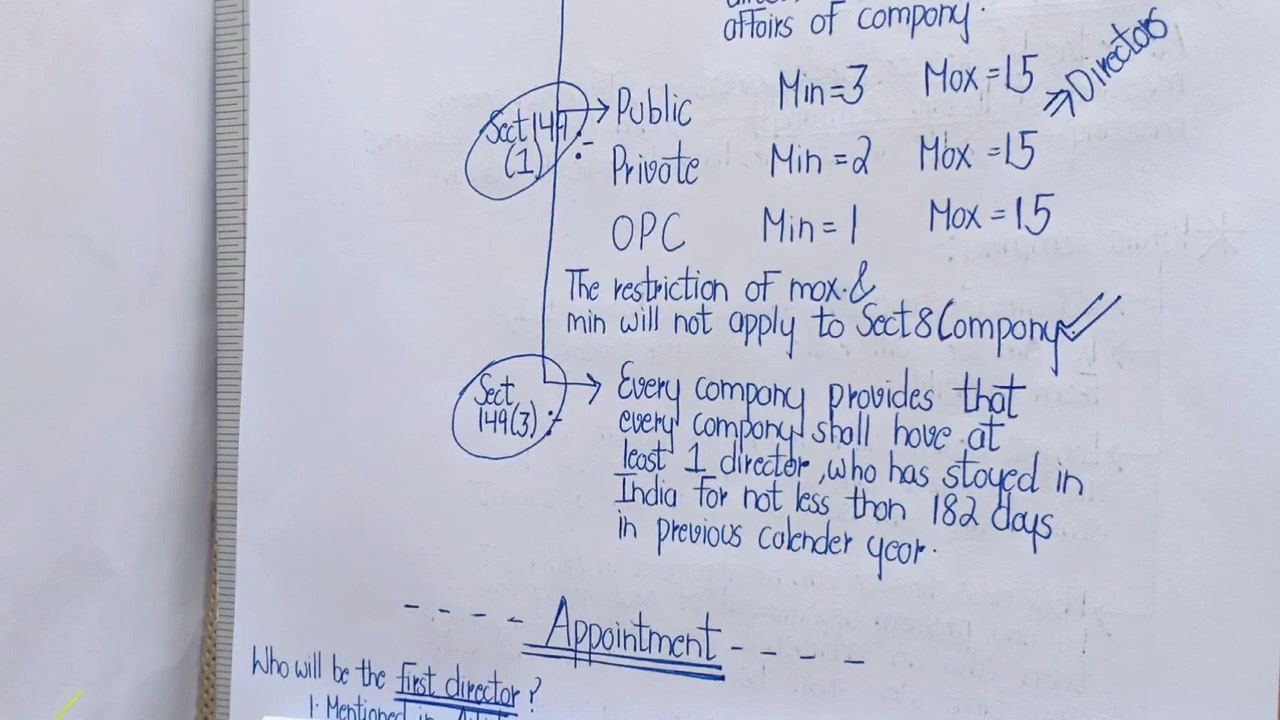 affairs of company.
Sect 149
(1) :-
→ Public Min=3 Max=15 ⇒ Directors
Private Min=2 Max=15
OPC Min=1 Max=15
The restriction of max. &
min will not apply to Sect 8 Company
Sect
149(3) :-
→ Every company provides that
every company shall have at
least 1 director, who has stayed in
India for not less than 182 days
in previous calender year.
---- Appointment ----
Who will be the first director?
1. Mentioned in